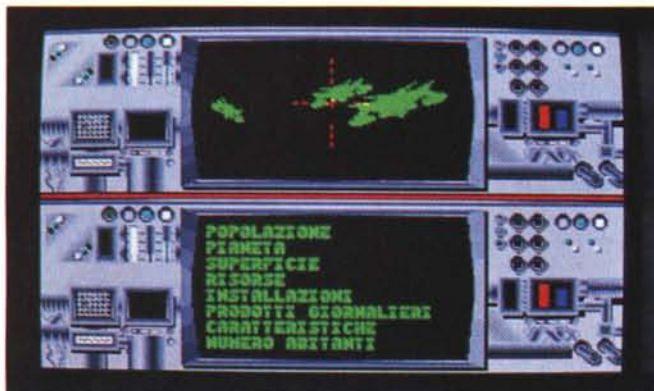 POPOLAZIONE
PIANETA
SUPERFICIE
RISORSE
INSTALLAZIONI
PRODOTTI GIORNALIERI
CARATTERISTICHE
NUMERO ABITANTI